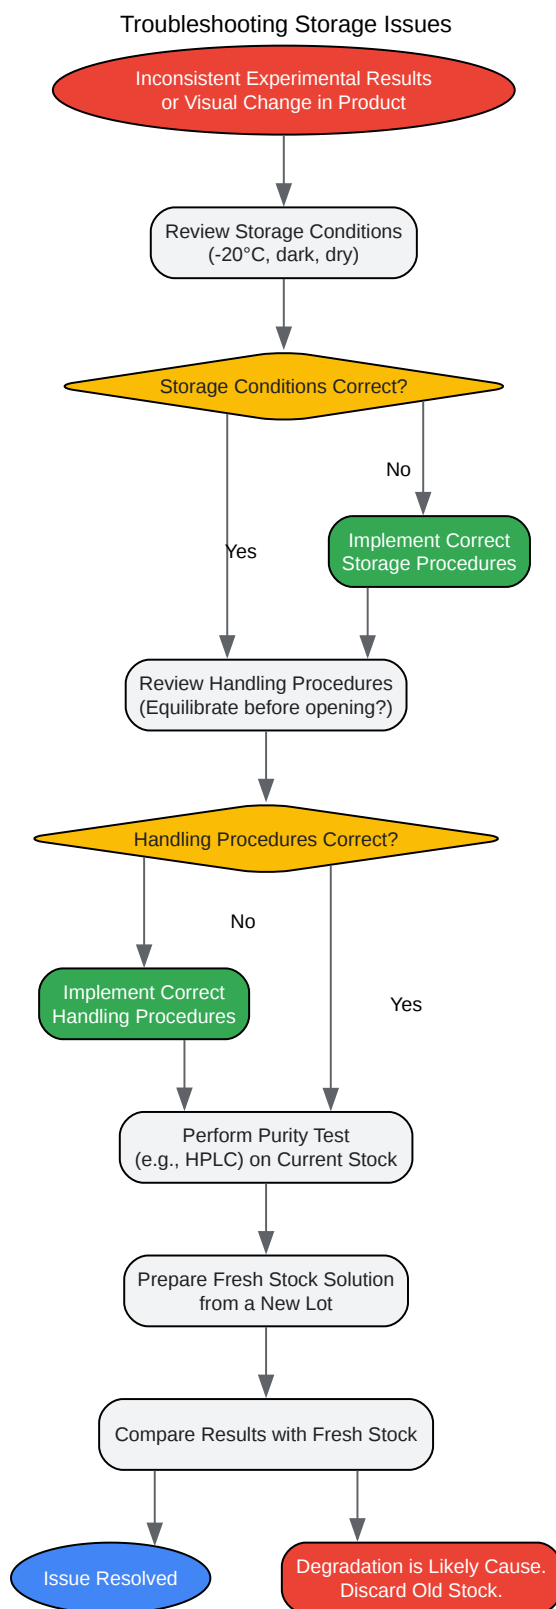 Troubleshooting Storage Issues
Inconsistent Experimental Results
or Visual Change in Product
Review Storage Conditions
(-20°C, dark, dry)
Storage Conditions Correct?
No
Implement Correct
Storage Procedures
Yes
Review Handling Procedures
(Equilibrate before opening?)
Handling Procedures Correct?
No
Implement Correct
Handling Procedures
Yes
Perform Purity Test
(e.g., HPLC) on Current Stock
Prepare Fresh Stock Solution
from a New Lot
Compare Results with Fresh Stock
Issue Resolved
Degradation is Likely Cause.
Discard Old Stock.